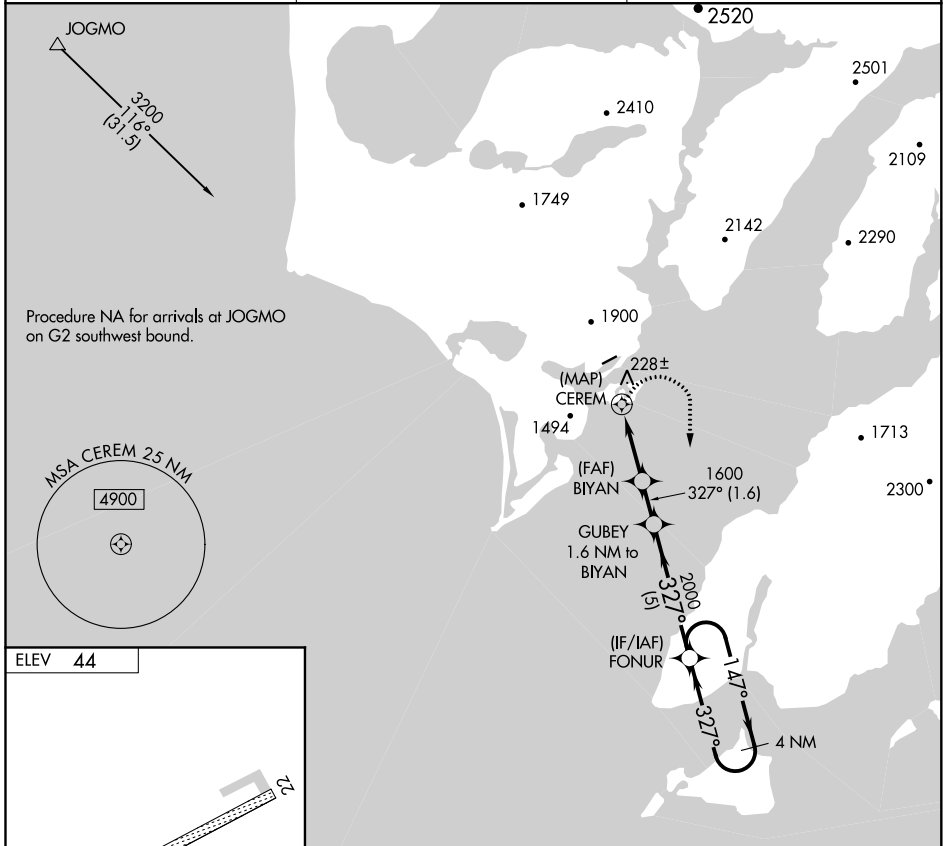 JOGMO
3200
116°
(31.5)
2520
2501
2410
2109
1749
2142
2290
Procedure NA for arrivals at JOGMO
on G2 southwest bound.
1900
228±
(MAP)
CEREM
1494
1713
MSA CEREM 25 NM
4900
(FAF)
BIYAN
1600
327° (1.6)
2300
GUBEY
1.6 NM to
BIYAN
2000
327°
(5)
(IF/IAF)
FONUR
147°
327°
4 NM
ELEV 44
22